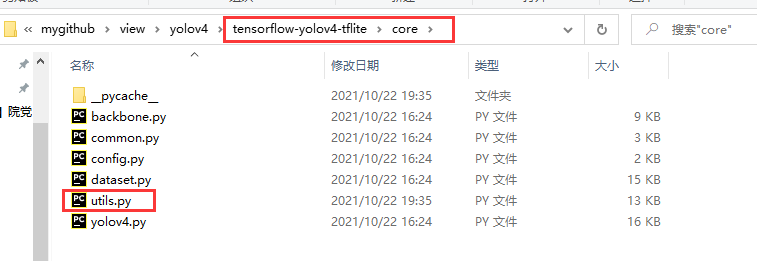 « mygithub › view › yolov4 › tensorflow-yolov4-tflite › core ›
搜索"core"
名称 修改日期 类型 大小
__pycache__ 2021/10/22 19:35 文件夹
backbone.py 2021/10/22 16:24 PY 文件 9 KB
院党
common.py 2021/10/22 16:24 PY 文件 3 KB
config.py 2021/10/22 16:24 PY 文件 2 KB
dataset.py 2021/10/22 16:24 PY 文件 15 KB
utils.py 2021/10/22 19:35 PY 文件 13 KB
yolov4.py 2021/10/22 16:24 PY 文件 16 KB